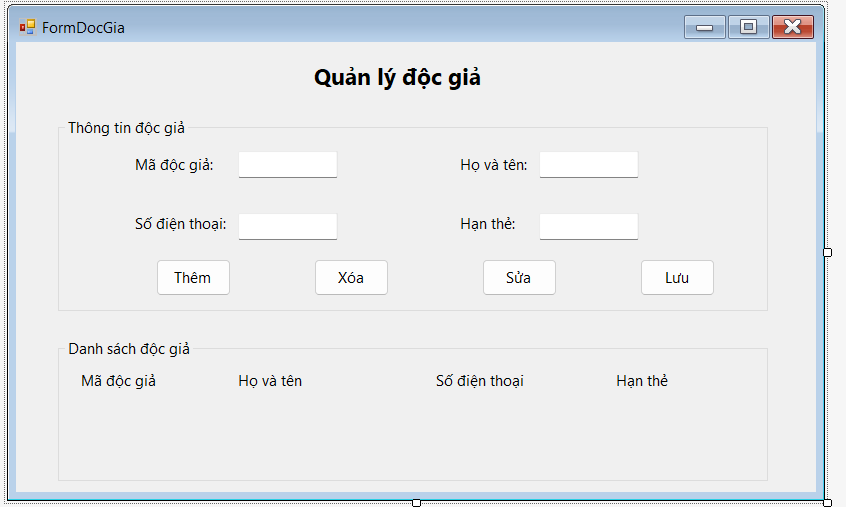 FormDocGia
Quản lý độc giả
Thông tin độc giả
Mã độc giả: Họ và tên:
Số điện thoại: Hạn thẻ:
Thêm Xóa Sửa Lưu
Danh sách độc giả
Mã độc giả Họ và tên Số điện thoại Hạn thẻ